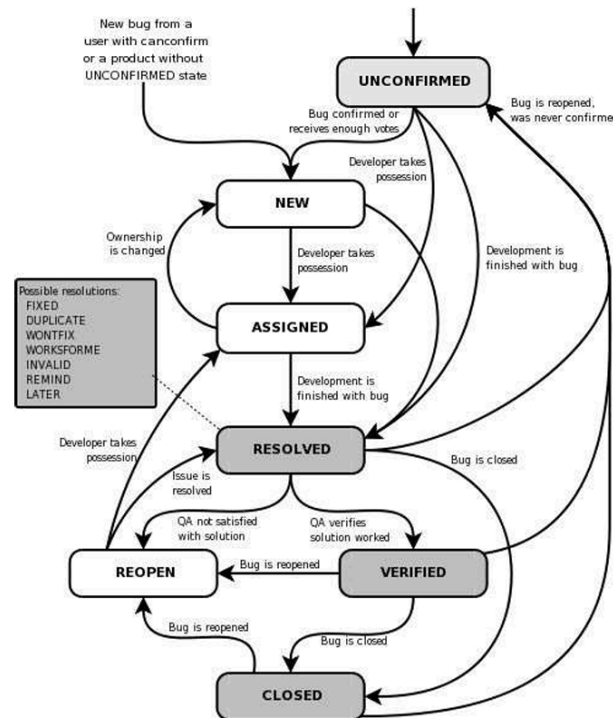 New bug from a
user with canconfirm
or a product without
UNCONFIRMED state
UNCONFIRMED
Bug is reopened,
was never confirme
Bug confirmed or
receives enough votes
Developer takes
possession
NEW
Ownership
is changed
Developer takes
possession
Development is
finished with bug
Possible resolutions:
FIXED
DUPLICATE
WONTFIX
WORKSFORME
INVALID
REMIND
LATER
ASSIGNED
Development is
finished with bug
RESOLVED
Developer takes
possession
Issue is
resolved
Bug is closed
QA not satisfied
with solution
QA verifies
solution worked
REOPEN
Bug is reopened
VERIFIED
Bug is reopened
Bug is closed
CLOSED